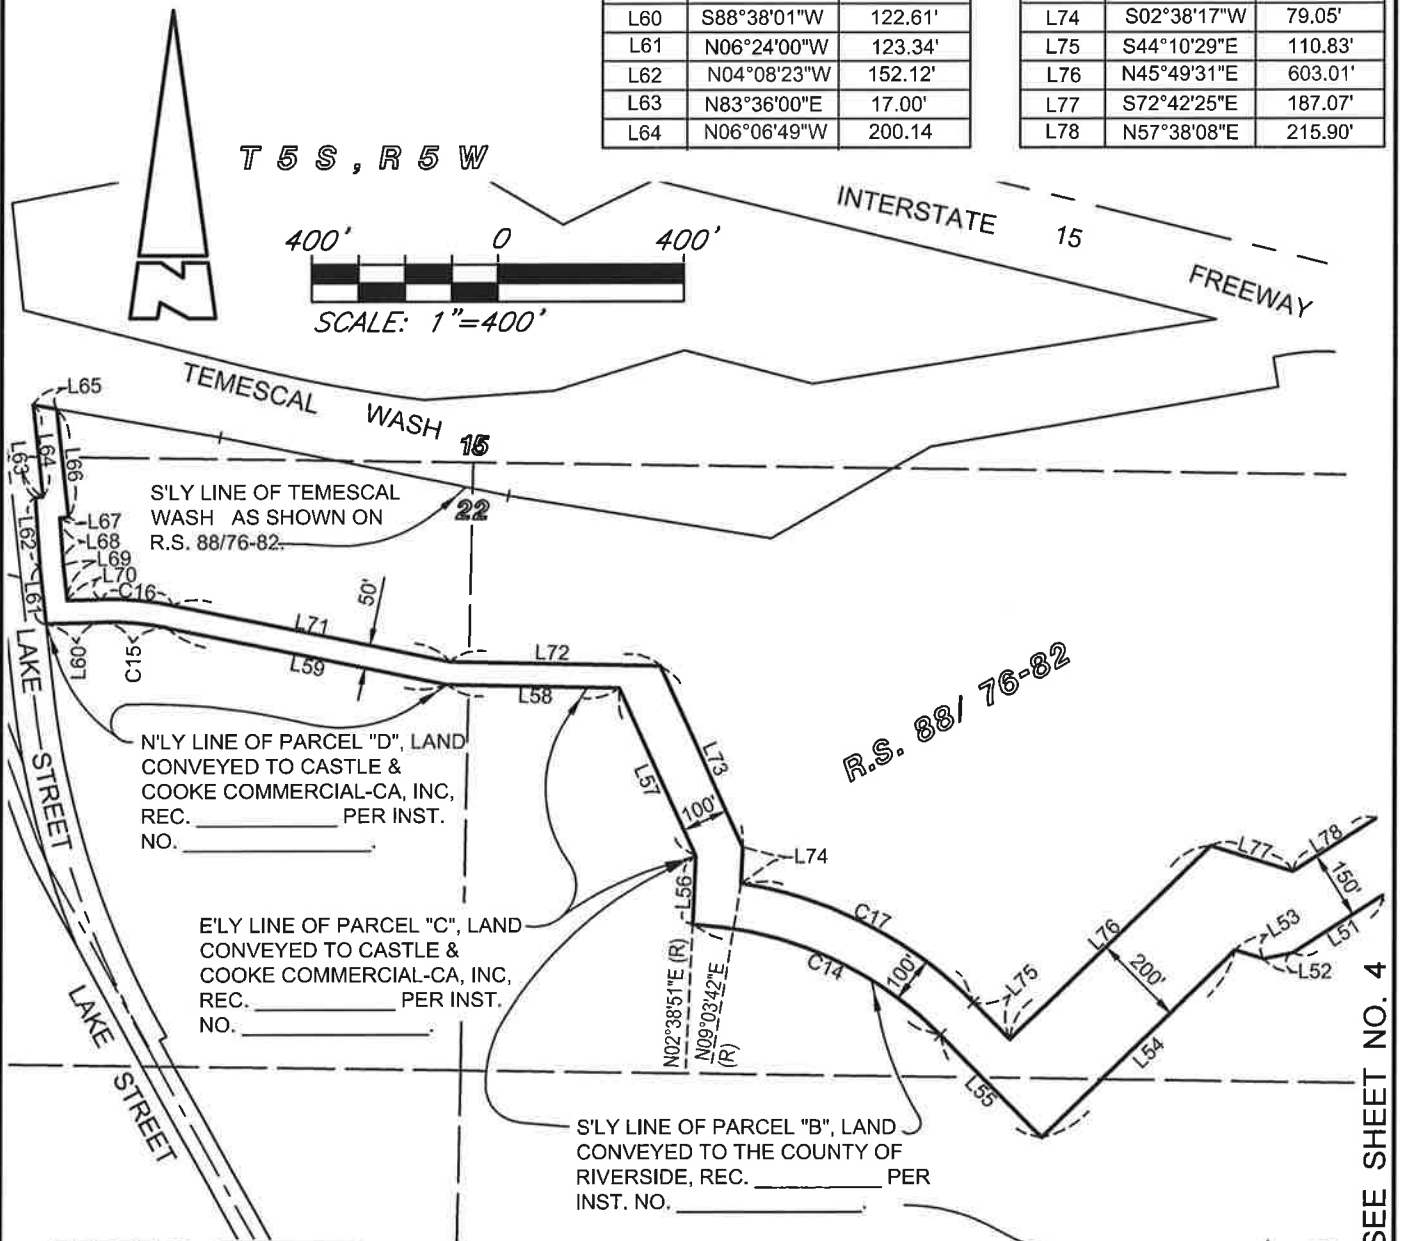 L60 S88°38'01"W 122.61'
L61 N06°24'00"W 123.34'
L62 N04°08'23"W 152.12'
L63 N83°36'00"E 17.00'
L64 N06°06'49"W 200.14
L74 S02°38'17"W 79.05'
L75 S44°10'29"E 110.83'
L76 N45°49'31"E 603.01'
L77 S72°42'25"E 187.07'
L78 N57°38'08"E 215.90'
T 5 S , R 5 W
400' 0 400'
SCALE: 1"=400'
N
INTERSTATE 15
FREEWAY
TEMESCAL WASH
15
22
L65
L63
L64
L66
L62
L67
L68
L69
L70
C16
L61
L60
C15
S'LY LINE OF TEMESCAL
WASH AS SHOWN ON
R.S. 88/76-82.
50'
L71
L59
L72
L58
L73
L57
100'
L74
L56
R.S. 88/ 76-82
LAKE STREET
N'LY LINE OF PARCEL "D", LAND
CONVEYED TO CASTLE &
COOKE COMMERCIAL-CA, INC,
REC. ____________ PER INST.
NO. ________________.
E'LY LINE OF PARCEL "C", LAND
CONVEYED TO CASTLE &
COOKE COMMERCIAL-CA, INC,
REC. ____________ PER INST.
NO. ________________.
LAKE STREET
N02°38'51"E (R)
N09°03'42"E
(R)
C17
C14
100'
L75
L76
200'
L77
L78
150'
L53
L51
L52
L54
L55
S'LY LINE OF PARCEL "B", LAND
CONVEYED TO THE COUNTY OF
RIVERSIDE, REC. ___________ PER
INST. NO. ________________.
SEE SHEET NO. 4